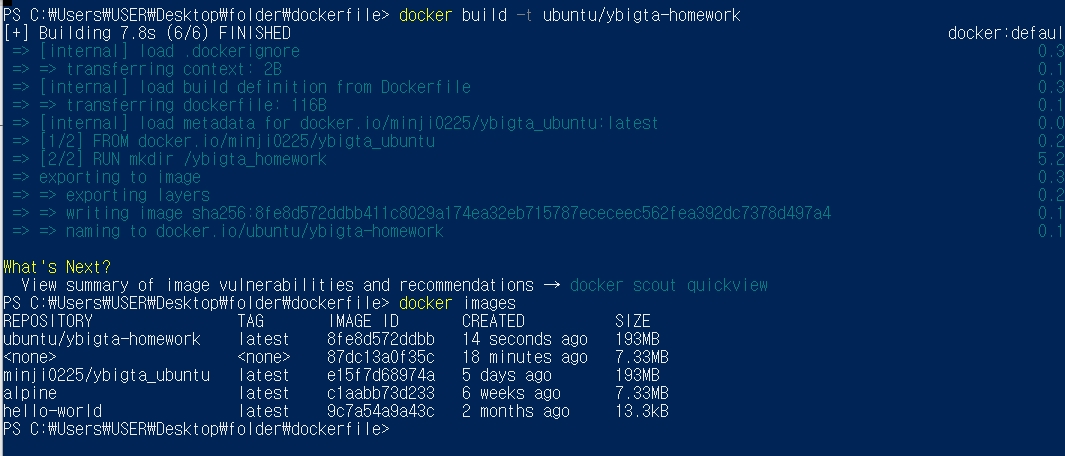 PS C:₩Users₩USER₩Desktop₩folder₩dockerfile> docker build -t ubuntu/ybigta-homework
[+] Building 7.8s (6/6) FINISHED docker:defaul
=> [internal] load .dockerignore 0.3
=> => transferring context: 2B 0.1
=> [internal] load build definition from Dockerfile 0.3
=> => transferring dockerfile: 116B 0.1
=> [internal] load metadata for docker.io/minji0225/ybigta_ubuntu:latest 0.0
=> [1/2] FROM docker.io/minji0225/ybigta_ubuntu 0.2
=> [2/2] RUN mkdir /ybigta_homework 5.2
=> exporting to image 0.3
=> => exporting layers 0.2
=> => writing image sha256:8fe8d572ddbb411c8029a174ea32eb715787ececeec562fea392dc7378d497a4 0.1
=> => naming to docker.io/ubuntu/ybigta-homework 0.1
What's Next?
View summary of image vulnerabilities and recommendations → docker scout quickview
PS C:₩Users₩USER₩Desktop₩folder₩dockerfile> docker images
REPOSITORY TAG IMAGE ID CREATED SIZE
ubuntu/ybigta-homework latest 8fe8d572ddbb 14 seconds ago 193MB
<none> <none> 87dc13a0f35c 18 minutes ago 7.33MB
minji0225/ybigta_ubuntu latest e15f7d68974a 5 days ago 193MB
alpine latest c1aabb73d233 6 weeks ago 7.33MB
hello-world latest 9c7a54a9a43c 2 months ago 13.3kB
PS C:₩Users₩USER₩Desktop₩folder₩dockerfile>